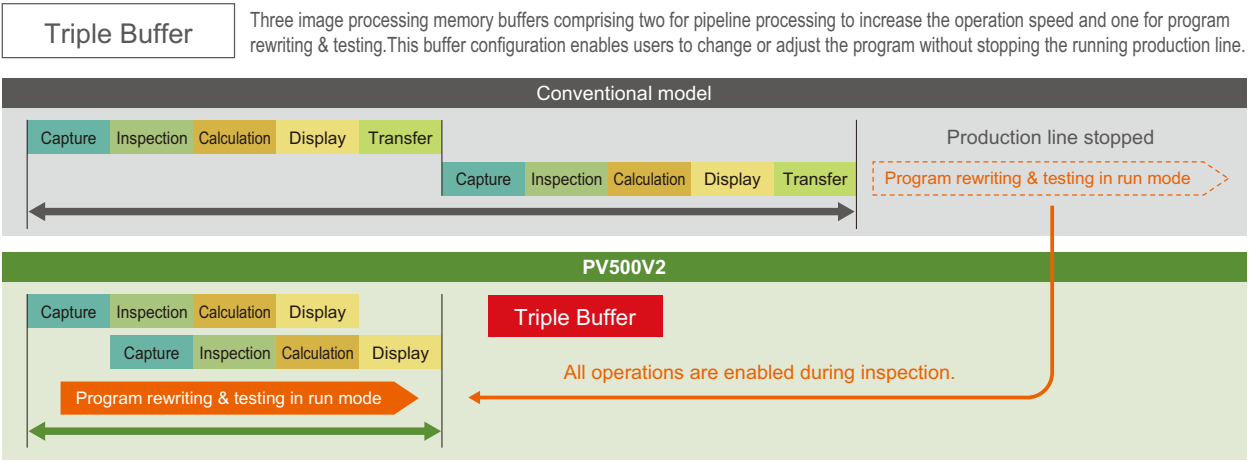 Triple Buffer
Three image processing memory buffers comprising two for pipeline processing to increase the operation speed and one for program
rewriting & testing.This buffer configuration enables users to change or adjust the program without stopping the running production line.
Conventional model
Capture Inspection Calculation Display Transfer
Production line stopped
Capture Inspection Calculation Display Transfer
Program rewriting & testing in run mode
PV500V2
Capture Inspection Calculation Display
Triple Buffer
Capture Inspection Calculation Display
All operations are enabled during inspection.
Program rewriting & testing in run mode